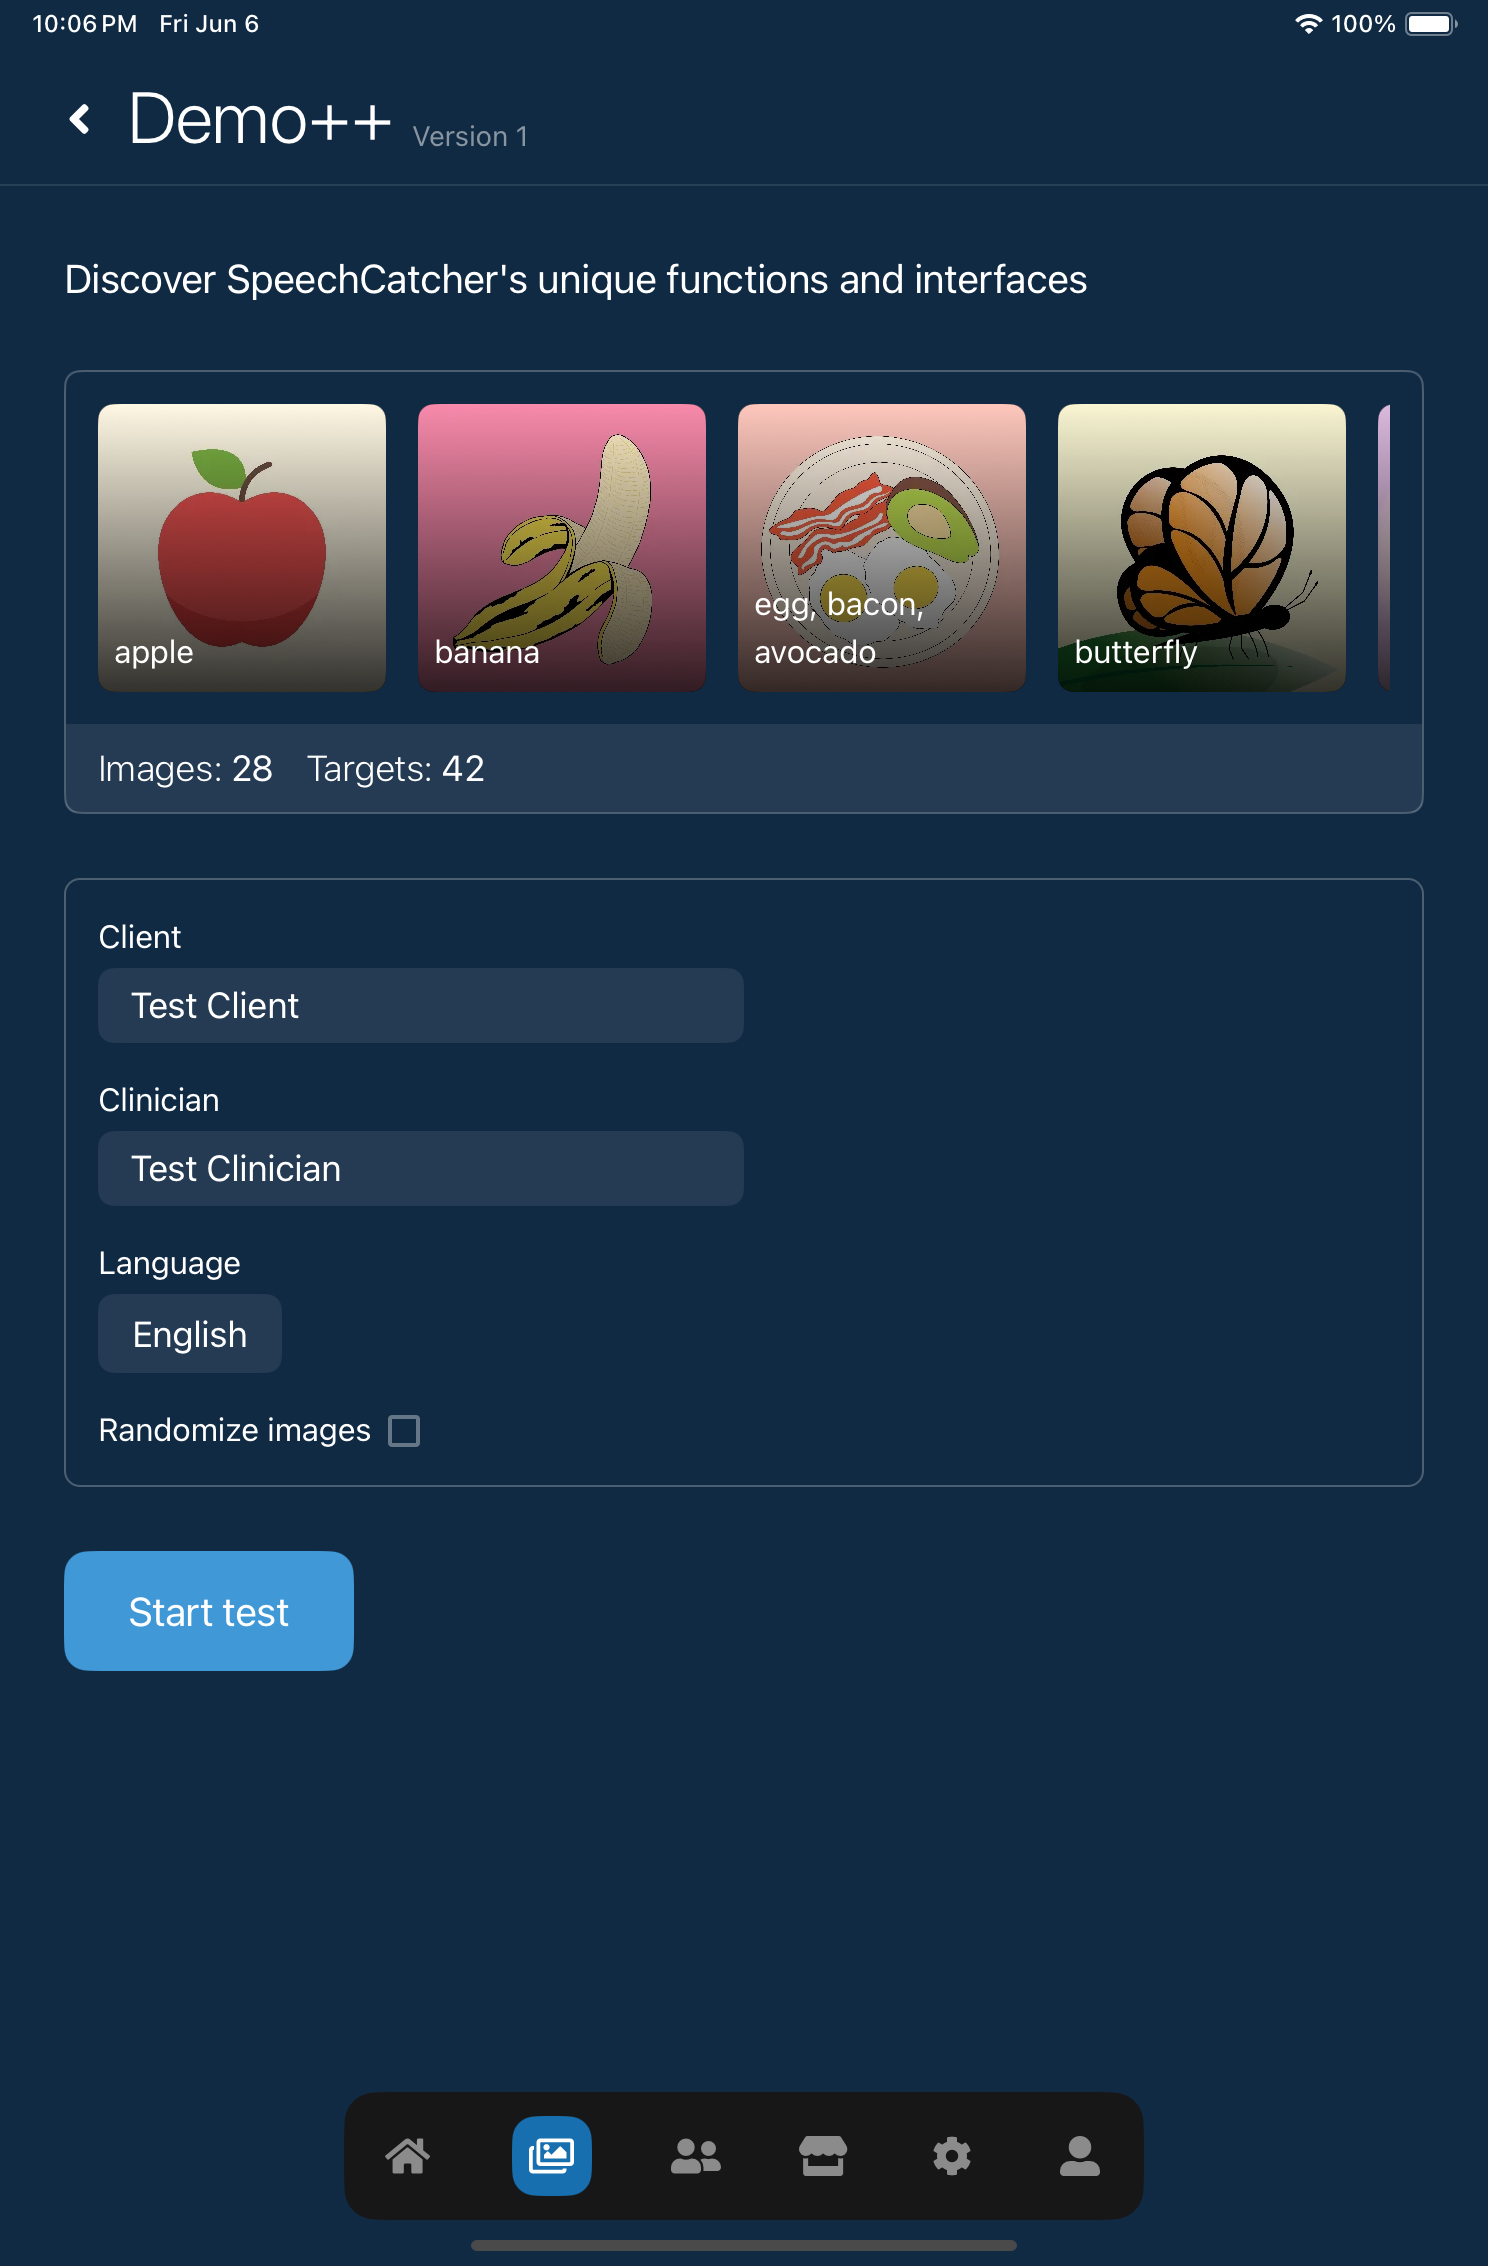 10:06 PM Fri Jun 6
100%
Demo++ Version 1
Discover SpeechCatcher's unique functions and interfaces
apple
banana
egg, bacon,
avocado
butterfly
Images: 28 Targets: 42
Client
Test Client
Clinician
Test Clinician
Language
English
Randomize images
Start test